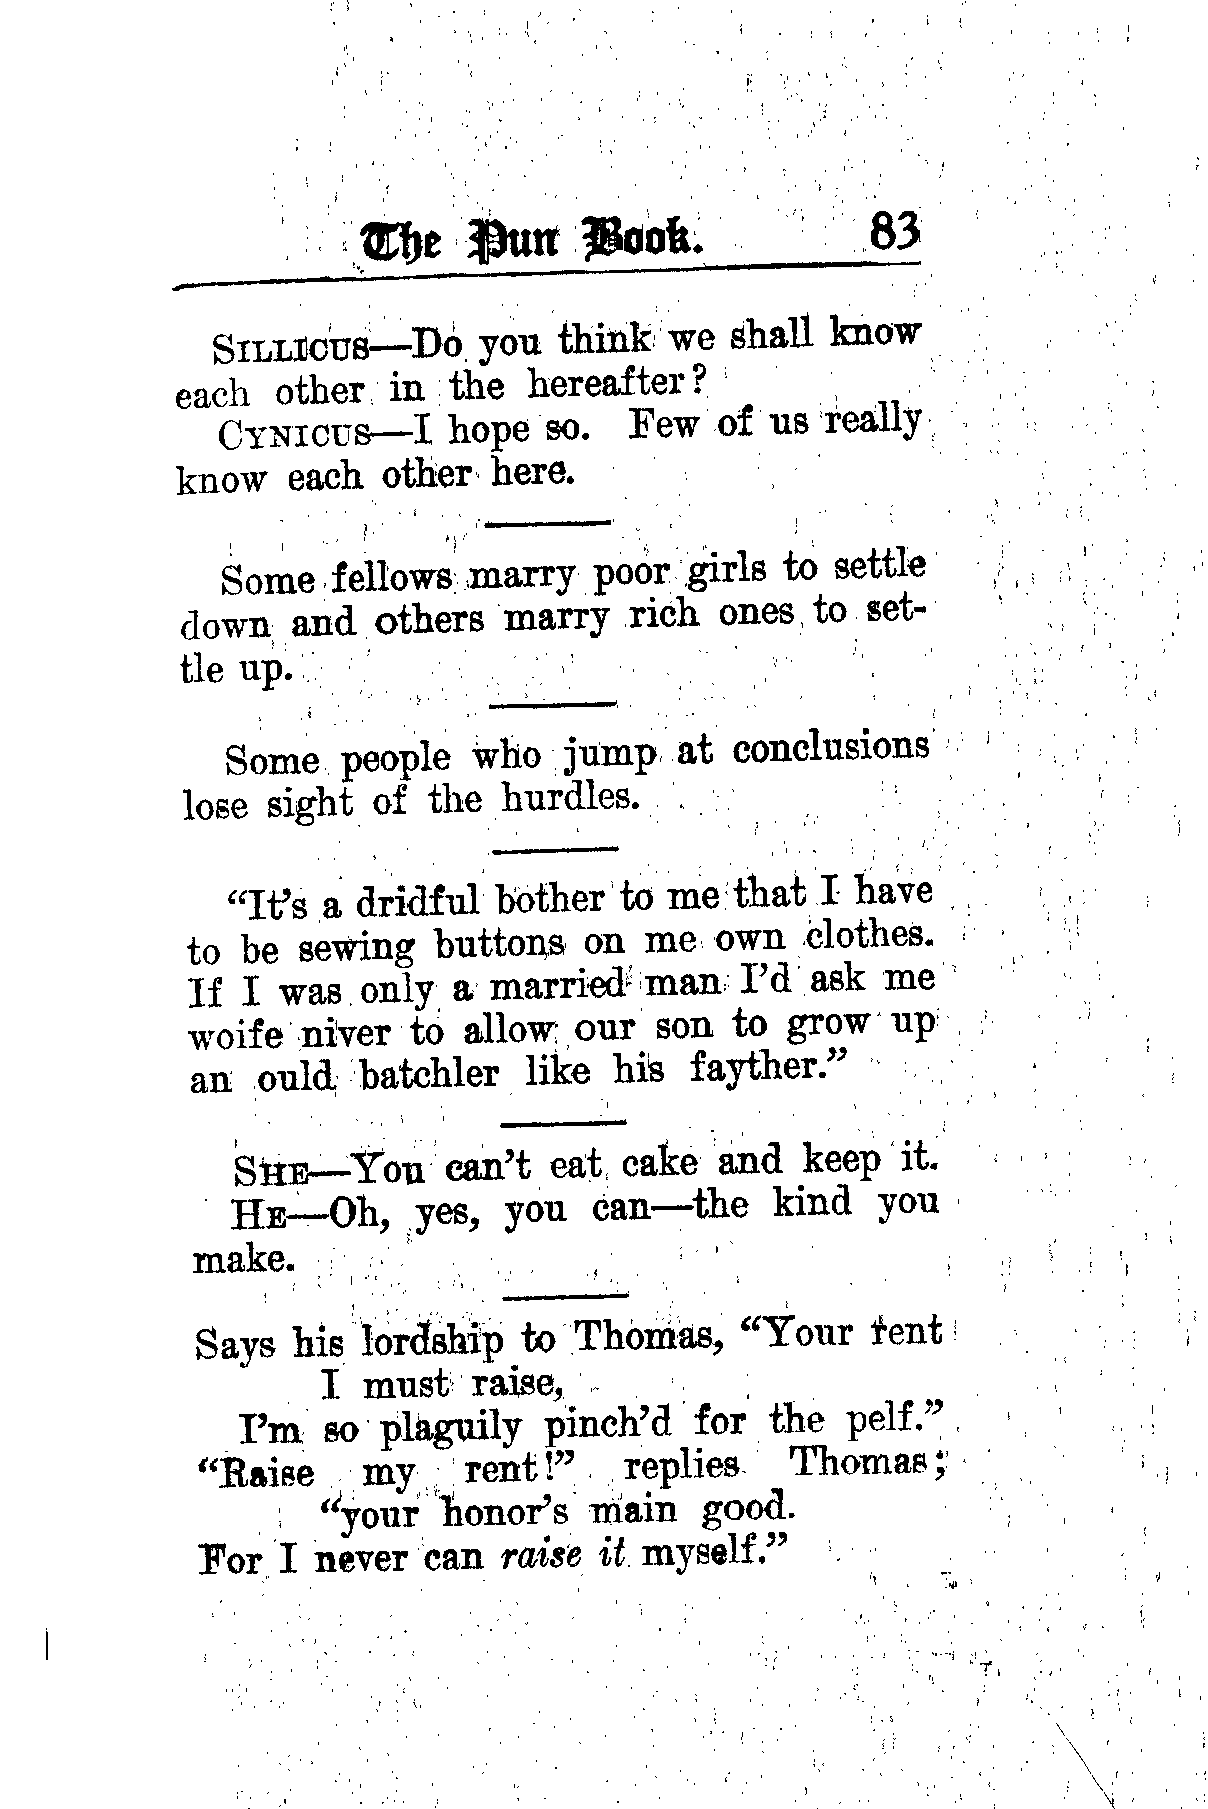 The Pun Book. 83
SILLICUS—Do you think we shall know
each other in the hereafter?
CYNICUS—I hope so. Few of us really
know each other here.
Some fellows marry poor girls to settle
down and others marry rich ones to set-
tle up.
Some people who jump at conclusions
lose sight of the hurdles.
“It’s a dridful bother to me that I have
to be sewing buttons on me own clothes.
If I was only a married man I’d ask me
woife niver to allow our son to grow up
an ould batchler like his fayther.”
SHE—You can’t eat cake and keep it.
HE—Oh, yes, you can—the kind you
make.
Says his lordship to Thomas, “Your rent
I must raise,
I’m so plaguily pinch’d for the pelf.”
“Raise my rent!” replies Thomas;
“your honor’s main good.
For I never can raise it myself.”